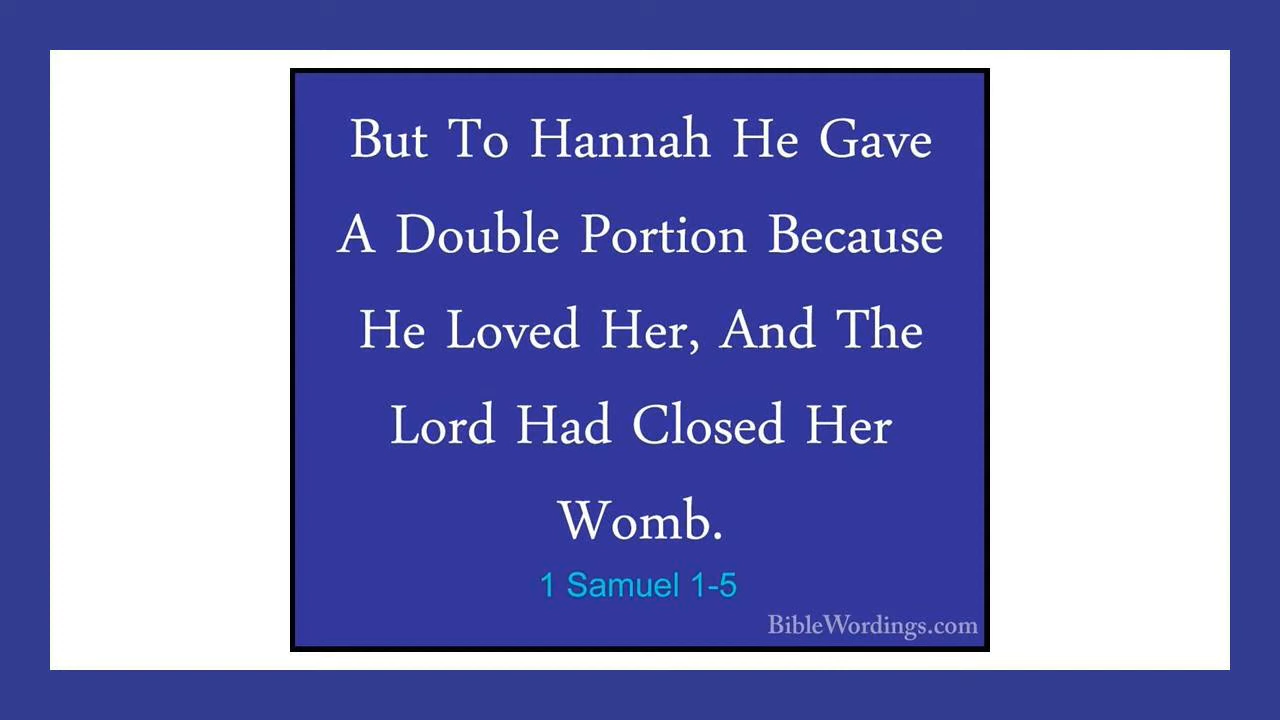 But To Hannah He Gave
A Double Portion Because
He Loved Her, And The
Lord Had Closed Her
Womb.
1 Samuel 1-5
BibleWordings.com